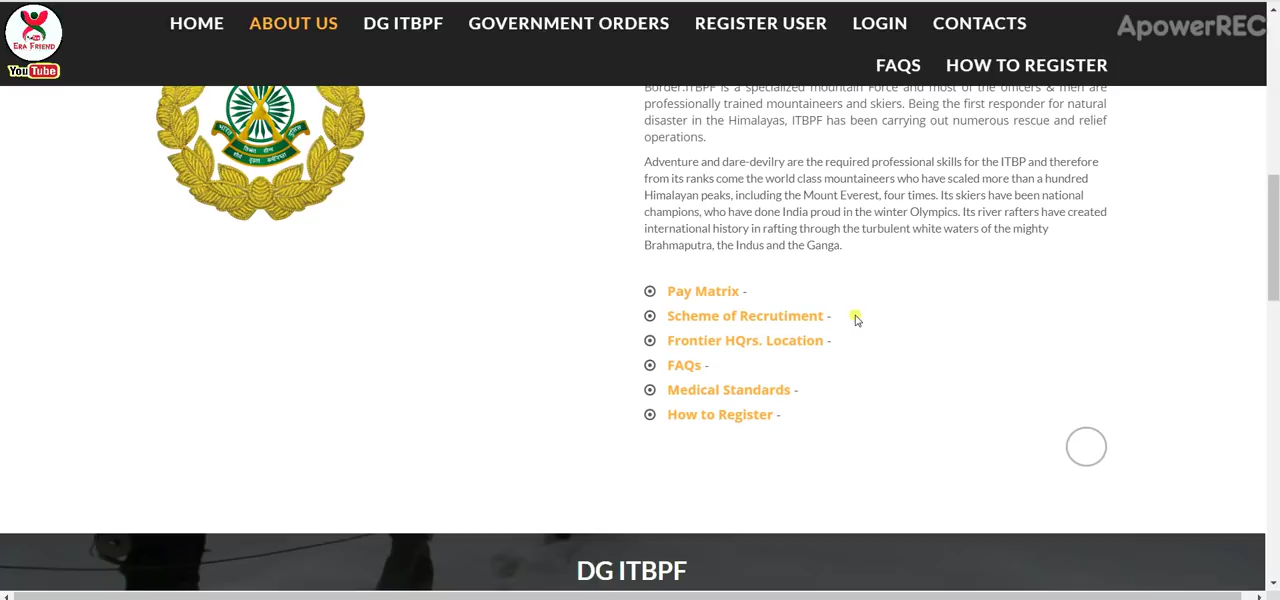 HOME ABOUT US DG ITBPF GOVERNMENT ORDERS REGISTER USER LOGIN CONTACTS
ApowerREC
ERA FRIEND
YouTube
FAQS HOW TO REGISTER
Border.ITBPF is a specialized mountain Force and most of the officers & men are
professionally trained mountaineers and skiers. Being the first responder for natural
disaster in the Himalayas, ITBPF has been carrying out numerous rescue and relief
operations.
Adventure and dare-devilry are the required professional skills for the ITBP and therefore
from its ranks come the world class mountaineers who have scaled more than a hundred
Himalayan peaks, including the Mount Everest, four times. Its skiers have been national
champions, who have done India proud in the winter Olympics. Its river rafters have created
international history in rafting through the turbulent white waters of the mighty
Brahmaputra, the Indus and the Ganga.
Pay Matrix -
Scheme of Recrutiment -
Frontier HQrs. Location -
FAQs -
Medical Standards -
How to Register -
DG ITBPF